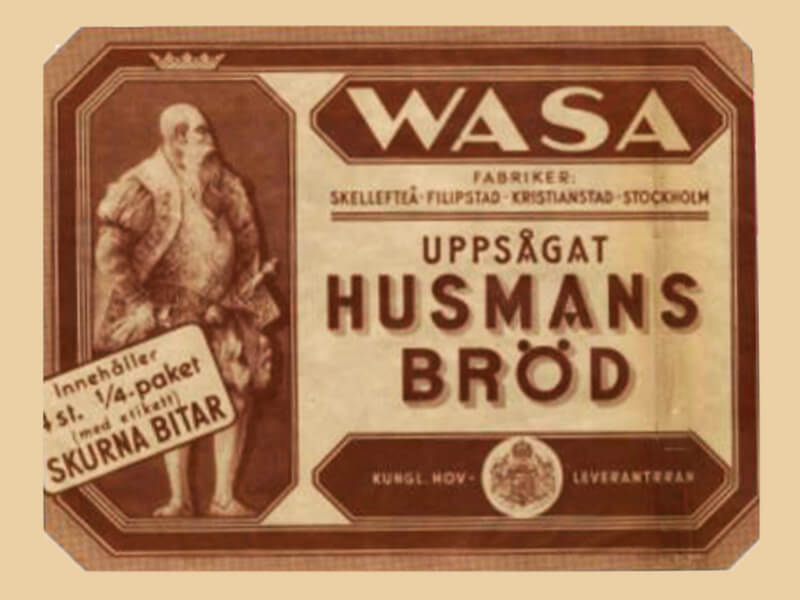 WASA
FABRIKER:
SKELLEFTEÅ · FILIPSTAD · KRISTIANSTAD · STOCKHOLM
UPPSÅGAT
HUSMANS
BRÖD
Innehåller
4 st. 1/4-paket
(med etikett)
SKURNA BITAR
KUNGL. HOV-
LEVERANTRRAN